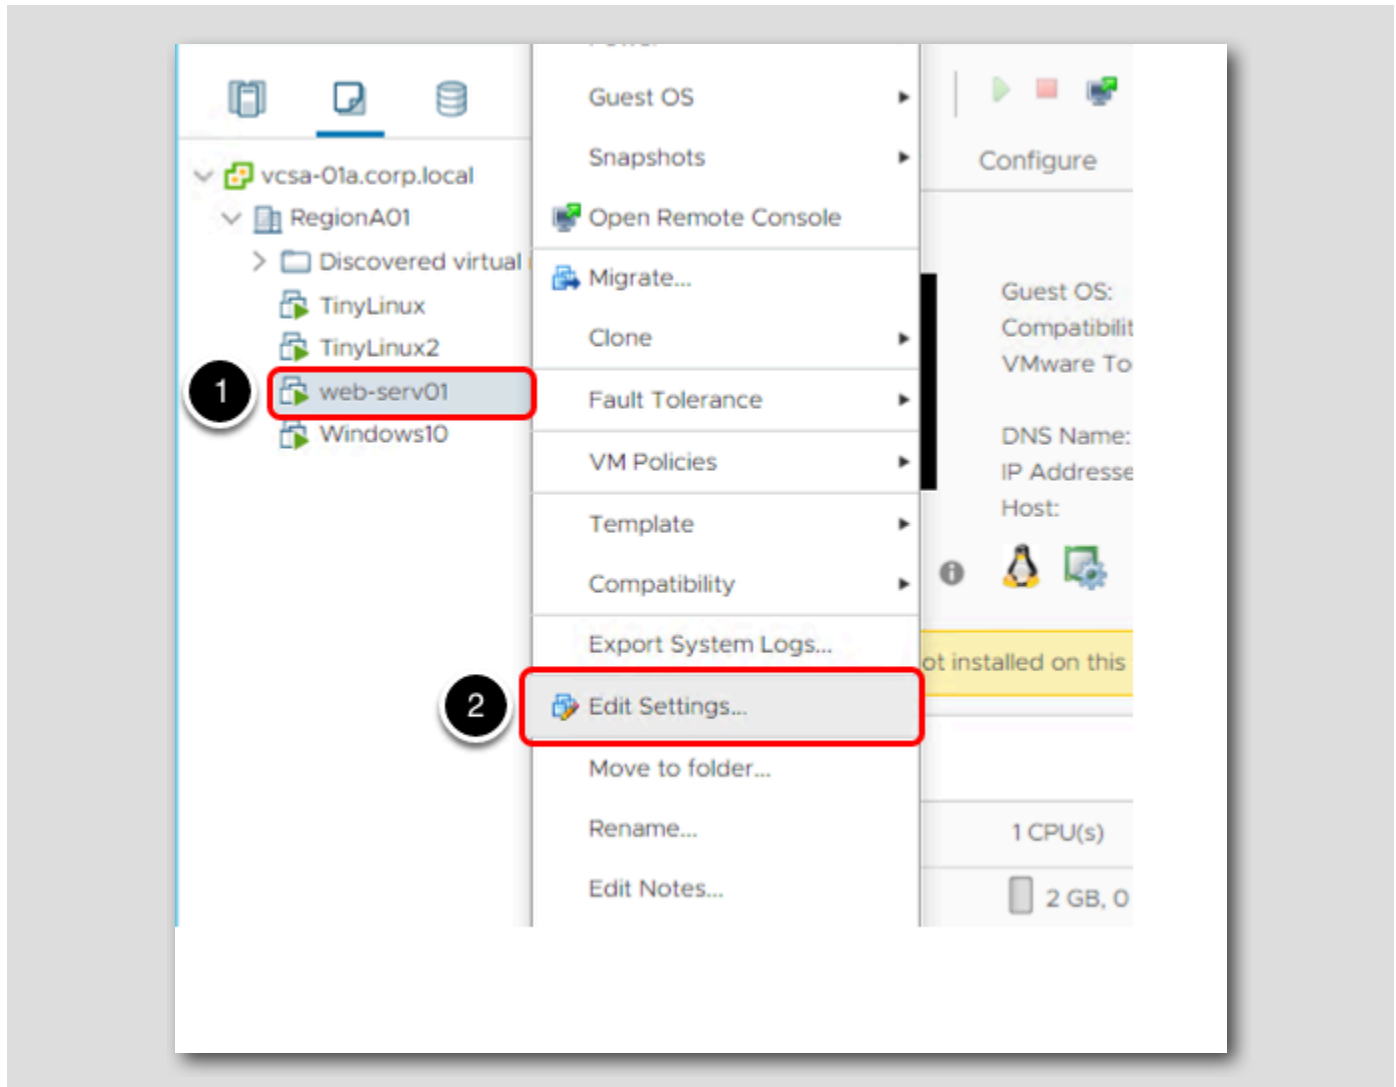 Guest OS
Snapshots
Configure
vcsa-01a.corp.local
RegionA01
Open Remote Console
Discovered virtual
Migrate...
TinyLinux
Guest OS:
Compatibilit
TinyLinux2
Clone
VMware To
1
web-serv01
Fault Tolerance
Windows10
DNS Name:
VM Policies
IP Addresse
Host:
Template
Compatibility
Export System Logs...
ot installed on this
2
Edit Settings...
Move to folder...
Rename...
1 CPU(s)
Edit Notes...
2 GB, 0